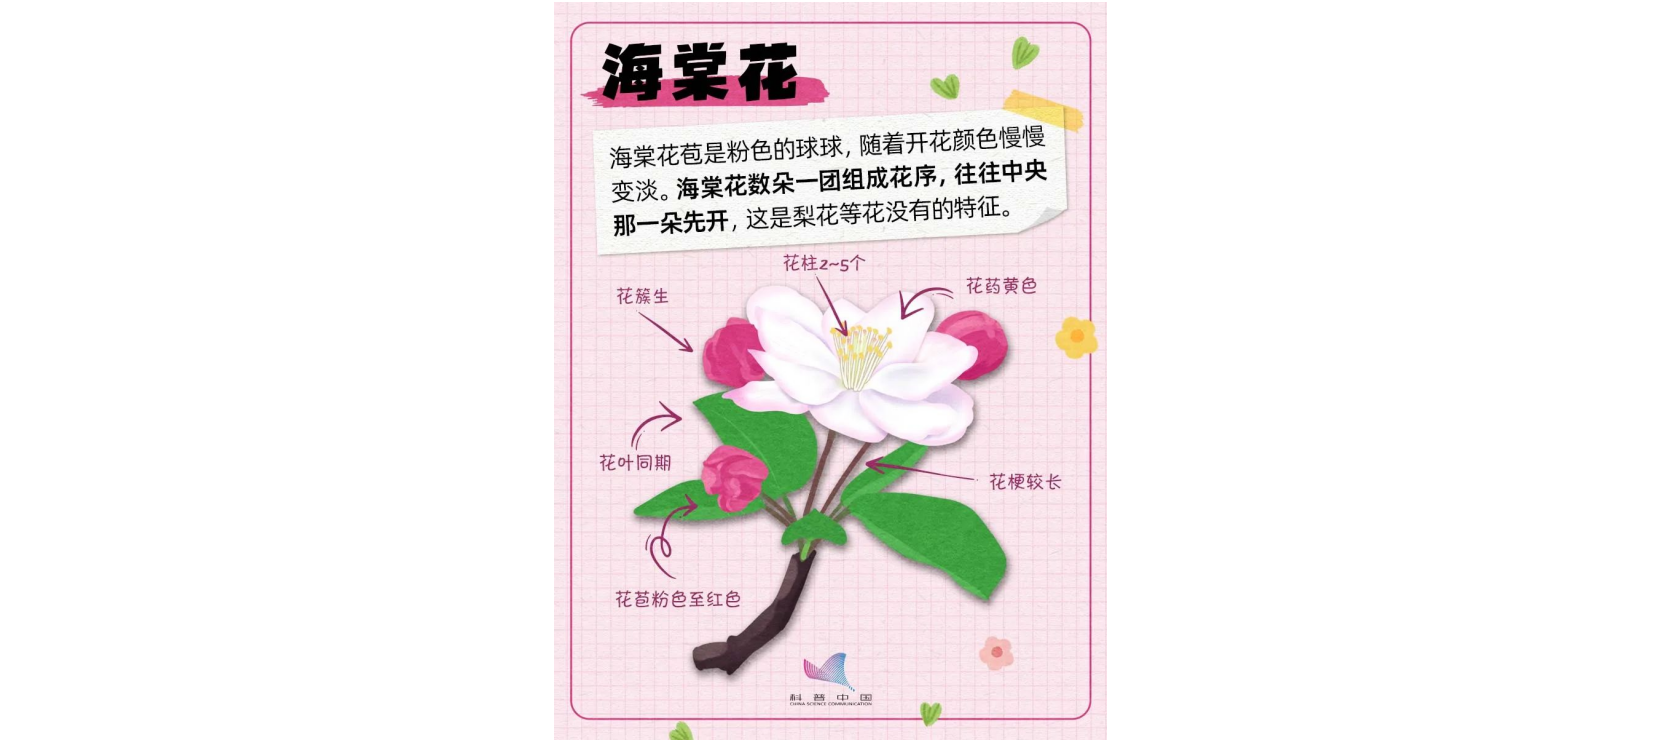 海棠花
海棠花苞是粉色的球球，随着开花颜色慢慢
变淡。海棠花数朵一团组成花序，往往中央
那一朵先开，这是梨花等花没有的特征。
花柱2~5个
花药黄色
花簇生
花叶同期
花梗较长
花苞粉色至红色
科普中国
CHINA SCIENCE COMMUNICATION